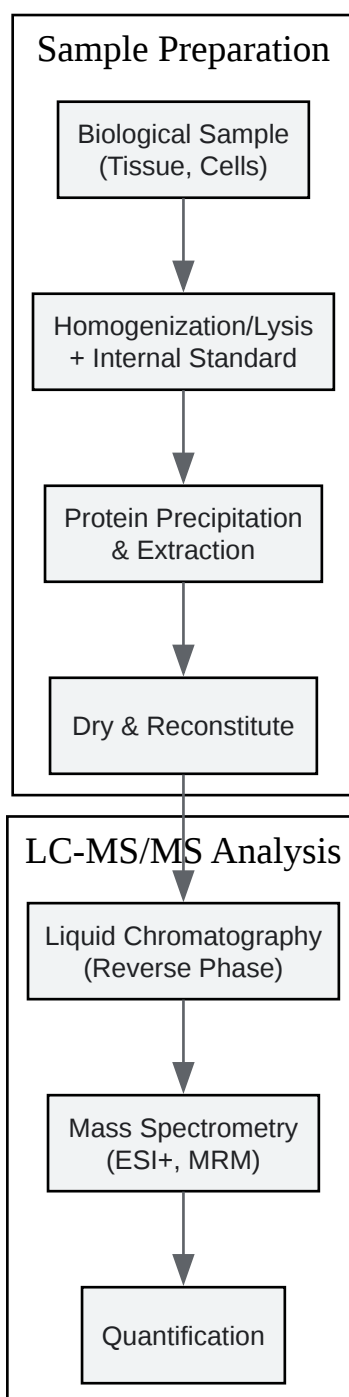 Sample Preparation
Biological Sample
(Tissue, Cells)
Homogenization/Lysis
+ Internal Standard
Protein Precipitation
& Extraction
Dry & Reconstitute
LC-MS/MS Analysis
Liquid Chromatography
(Reverse Phase)
Mass Spectrometry
(ESI+, MRM)
Quantification